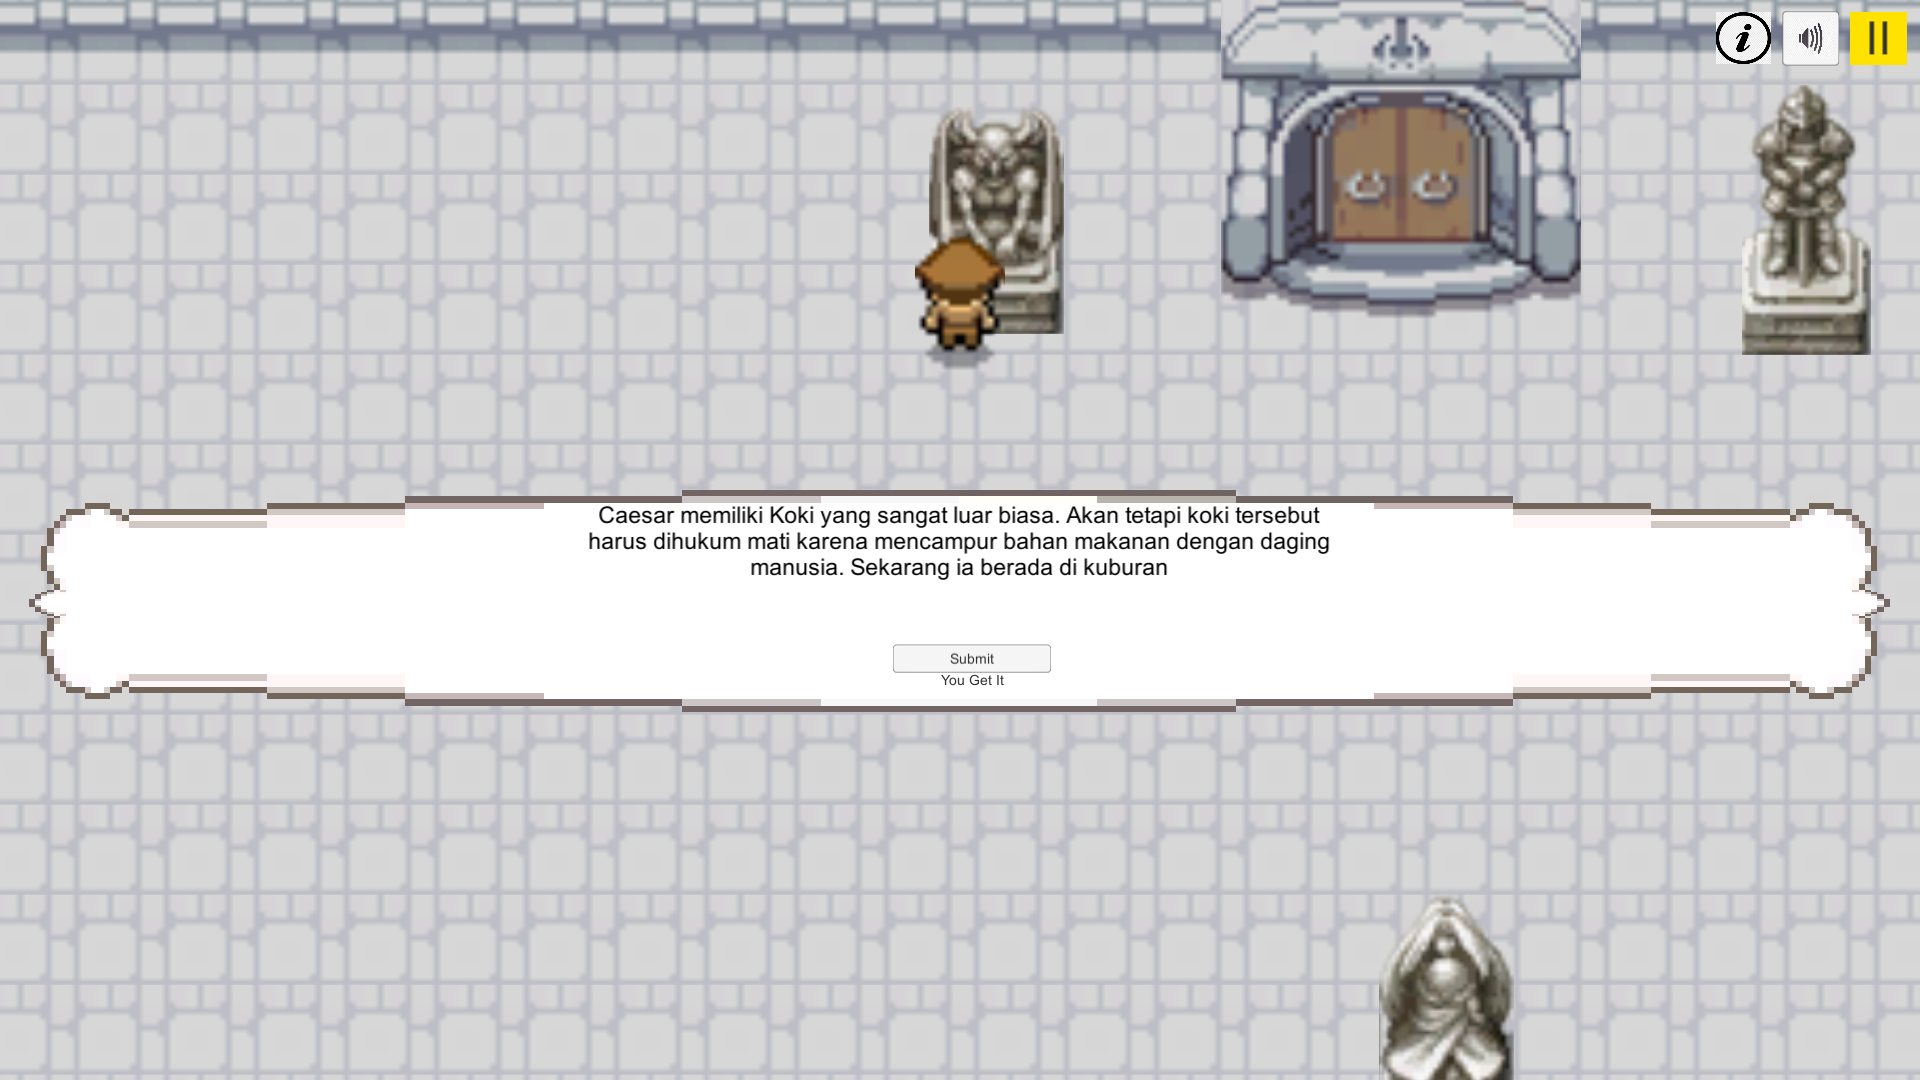 i
Caesar memiliki Koki yang sangat luar biasa. Akan tetapi koki tersebut
harus dihukum mati karena mencampur bahan makanan dengan daging
manusia. Sekarang ia berada di kuburan
Submit
You Get It